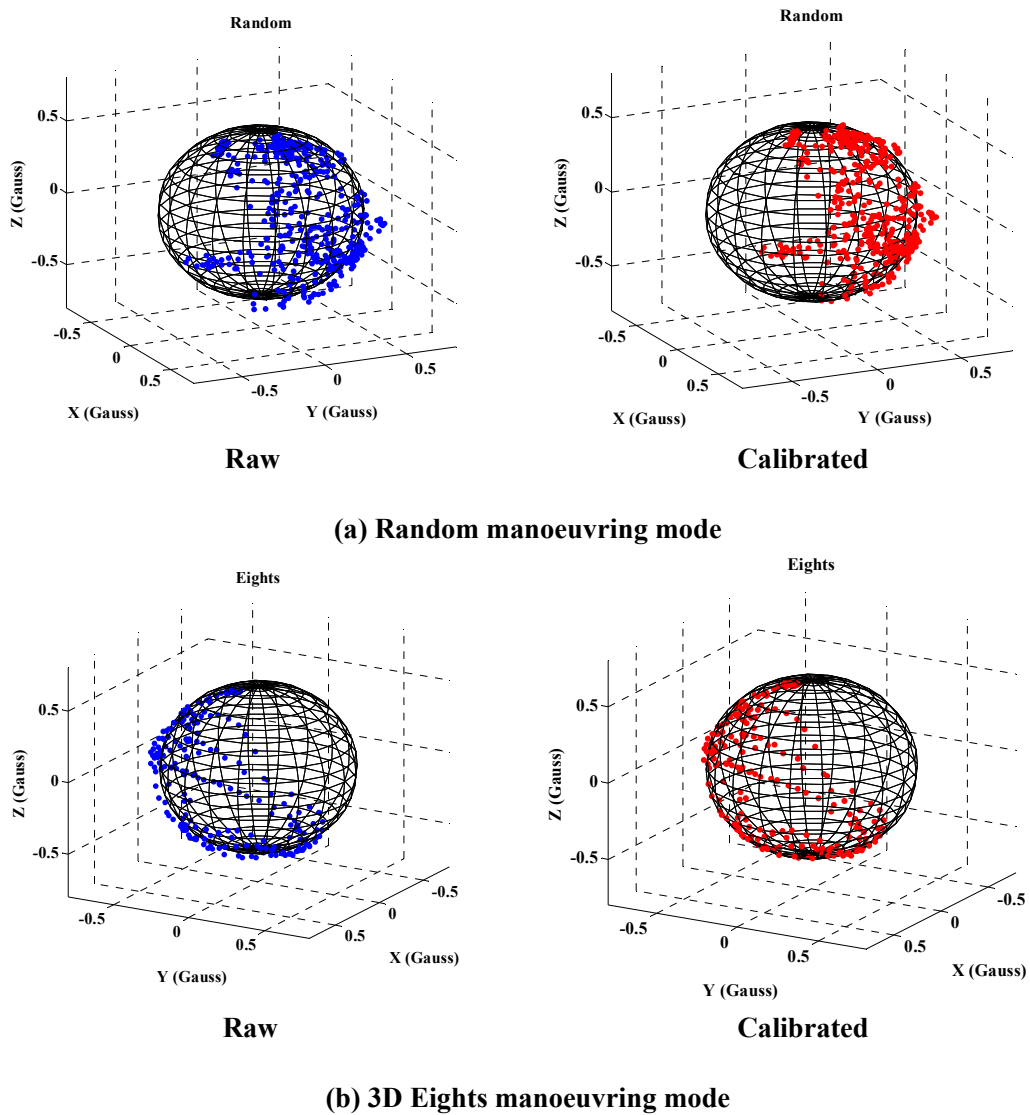 Random
0.5
0
-0.5
Z (Gauss)
-0.5
0
0.5
X (Gauss)
-0.5
0
0.5
Y (Gauss)
Raw
Random
0.5
0
-0.5
Z (Gauss)
-0.5
0
0.5
X (Gauss)
-0.5
0
0.5
Y (Gauss)
Calibrated
(a) Random manoeuvring mode
Eights
0.5
0
-0.5
Z (Gauss)
-0.5
0
0.5
Y (Gauss)
0.5
0
-0.5
X (Gauss)
Raw
Eights
0.5
0
-0.5
Z (Gauss)
-0.5
0
0.5
Y (Gauss)
0.5
0
-0.5
X (Gauss)
Calibrated
(b) 3D Eights manoeuvring mode